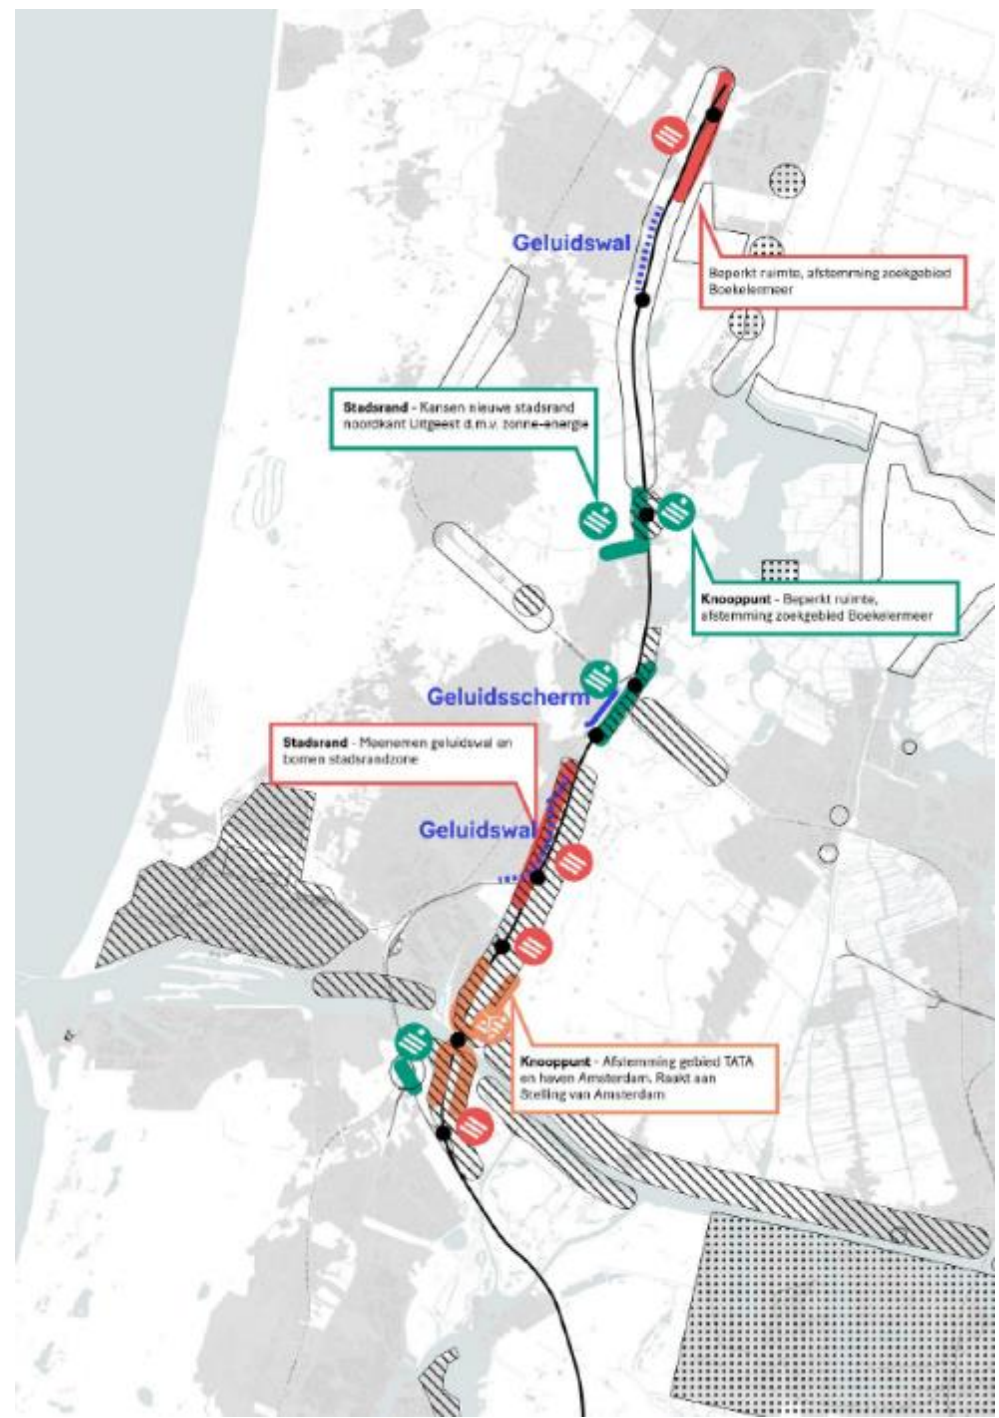 Geluidswal
Beperkt ruimte, afstemming zoekgebied
Boekelermeer
Stadsrand - Kansen nieuwe stadsrand
noordkant Uitgeest d.m.v. zonne-energie
Knooppunt - Beperkt ruimte,
afstemming zoekgebied Boekelermeer
Geluidsscherm
Stadsrand - Meenemen geluidswal en
bomen stadsrandzone
Geluidswal
Knooppunt - Afstemming gebied TATA
en haven Amsterdam. Raakt aan
Stelling van Amsterdam